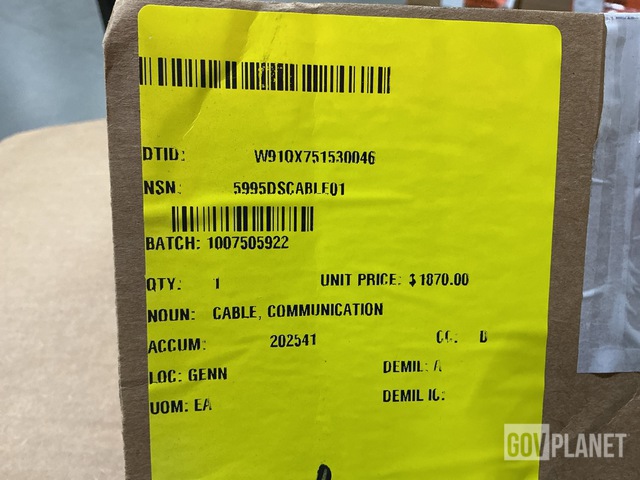 DTID: W91QX751530046
NSN: 5995DSCABLE01
BATCH: 1007505922
QTY: 1 UNIT PRICE: $1870.00
NOUN: CABLE, COMMUNICATION
ACCUM: 202541 CC: D
LOC: GENN DEMIL: A
UOM: EA DEMIL IC:
GOVPLANET